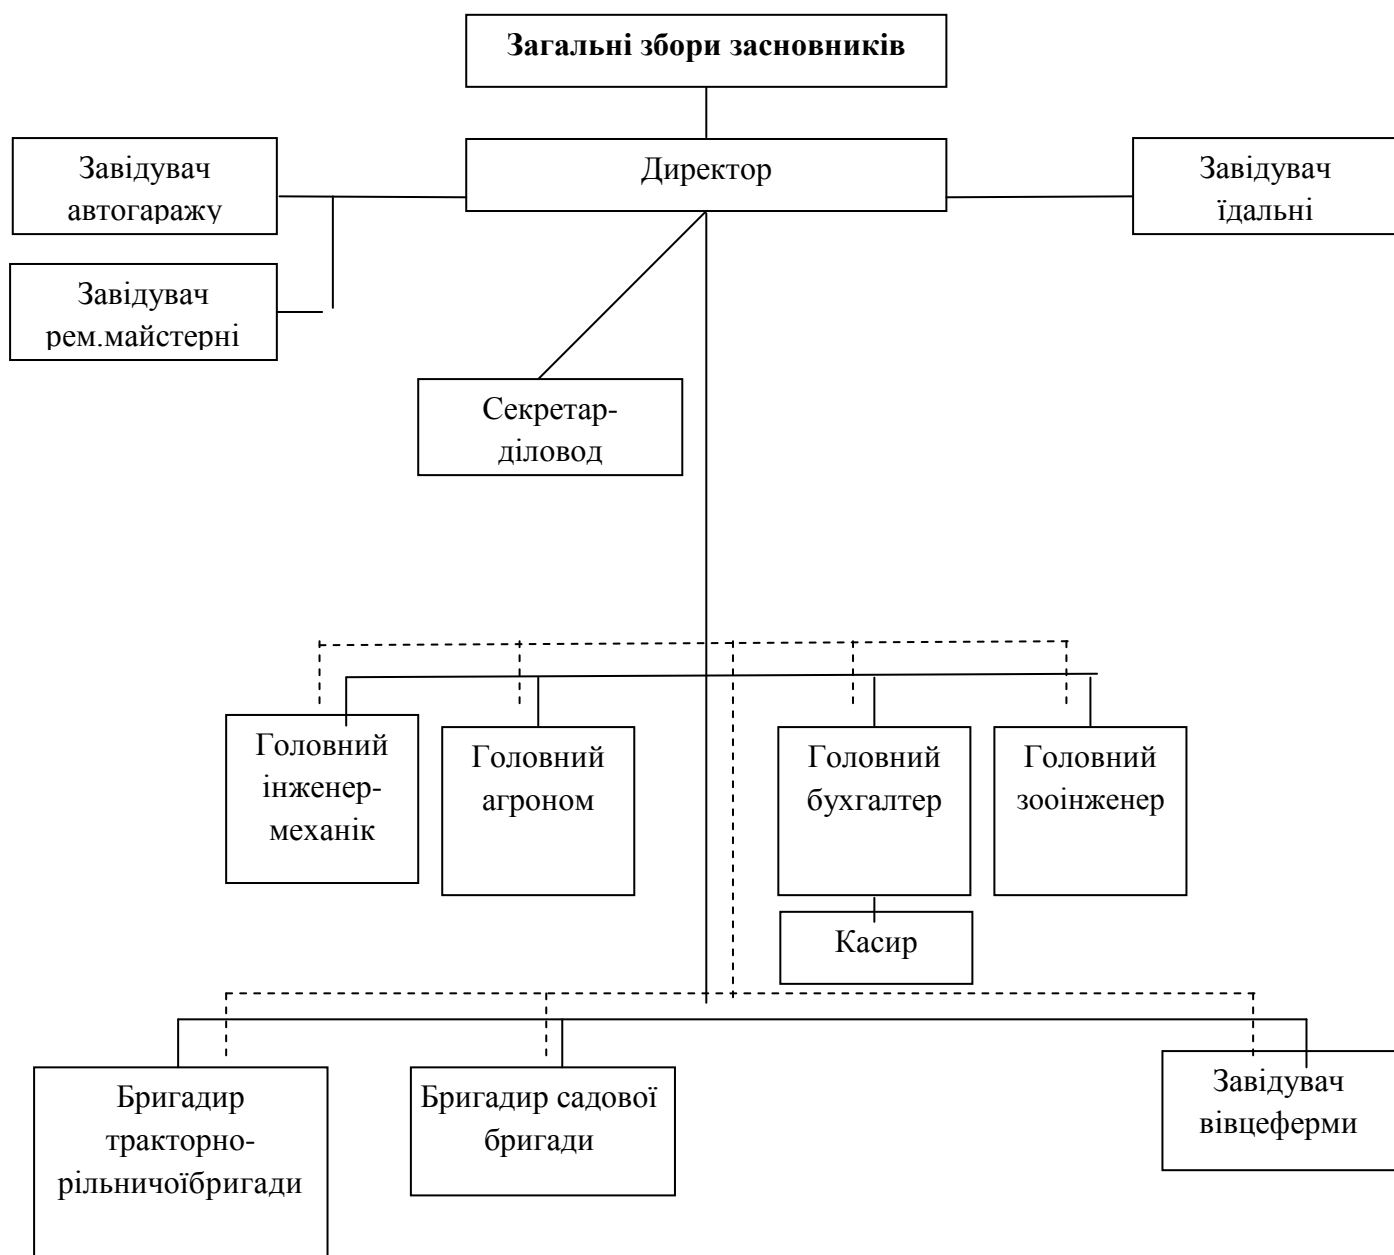 Загальні збори засновників
Завідувач
автогаражу
Директор
Завідувач
їдальні
Завідувач
рем.майстерні
Секретар-
діловод
Головний
інженер-
механік
Головний
агроном
Головний
бухгалтер
Головний
зооінженер
Касир
Бригадир
тракторно-
рільничоїбригади
Бригадир садової
бригади
Завідувач
вівцеферми